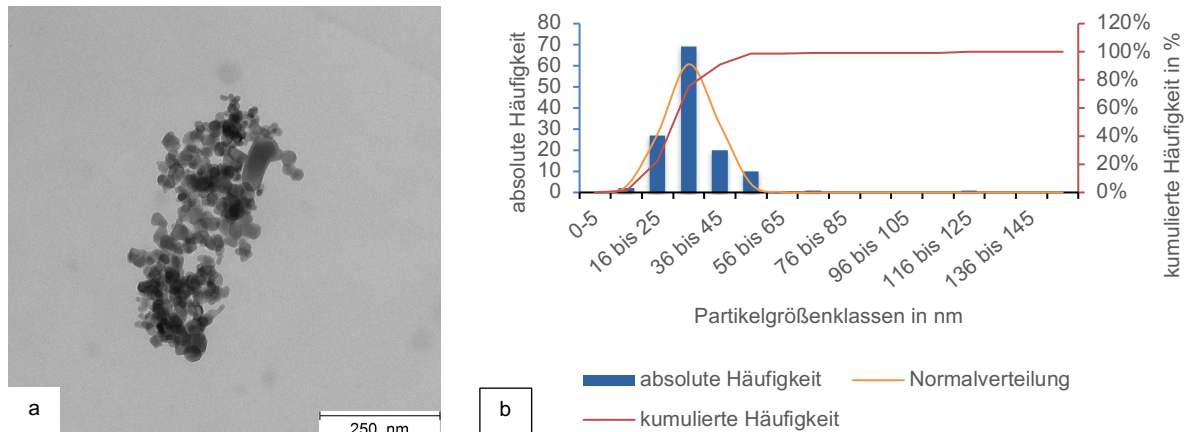 a
250 nm
80
70
60
50
40
30
20
10
0
absolute Häufigkeit
120%
100%
80%
60%
40%
20%
0%
kumulierte Häufigkeit in %
0-5
16 bis 25
36 bis 45
56 bis 65
76 bis 85
96 bis 105
116 bis 125
136 bis 145
Partikelgrößenklassen in nm
b
absolute Häufigkeit
Normalverteilung
kumulierte Häufigkeit